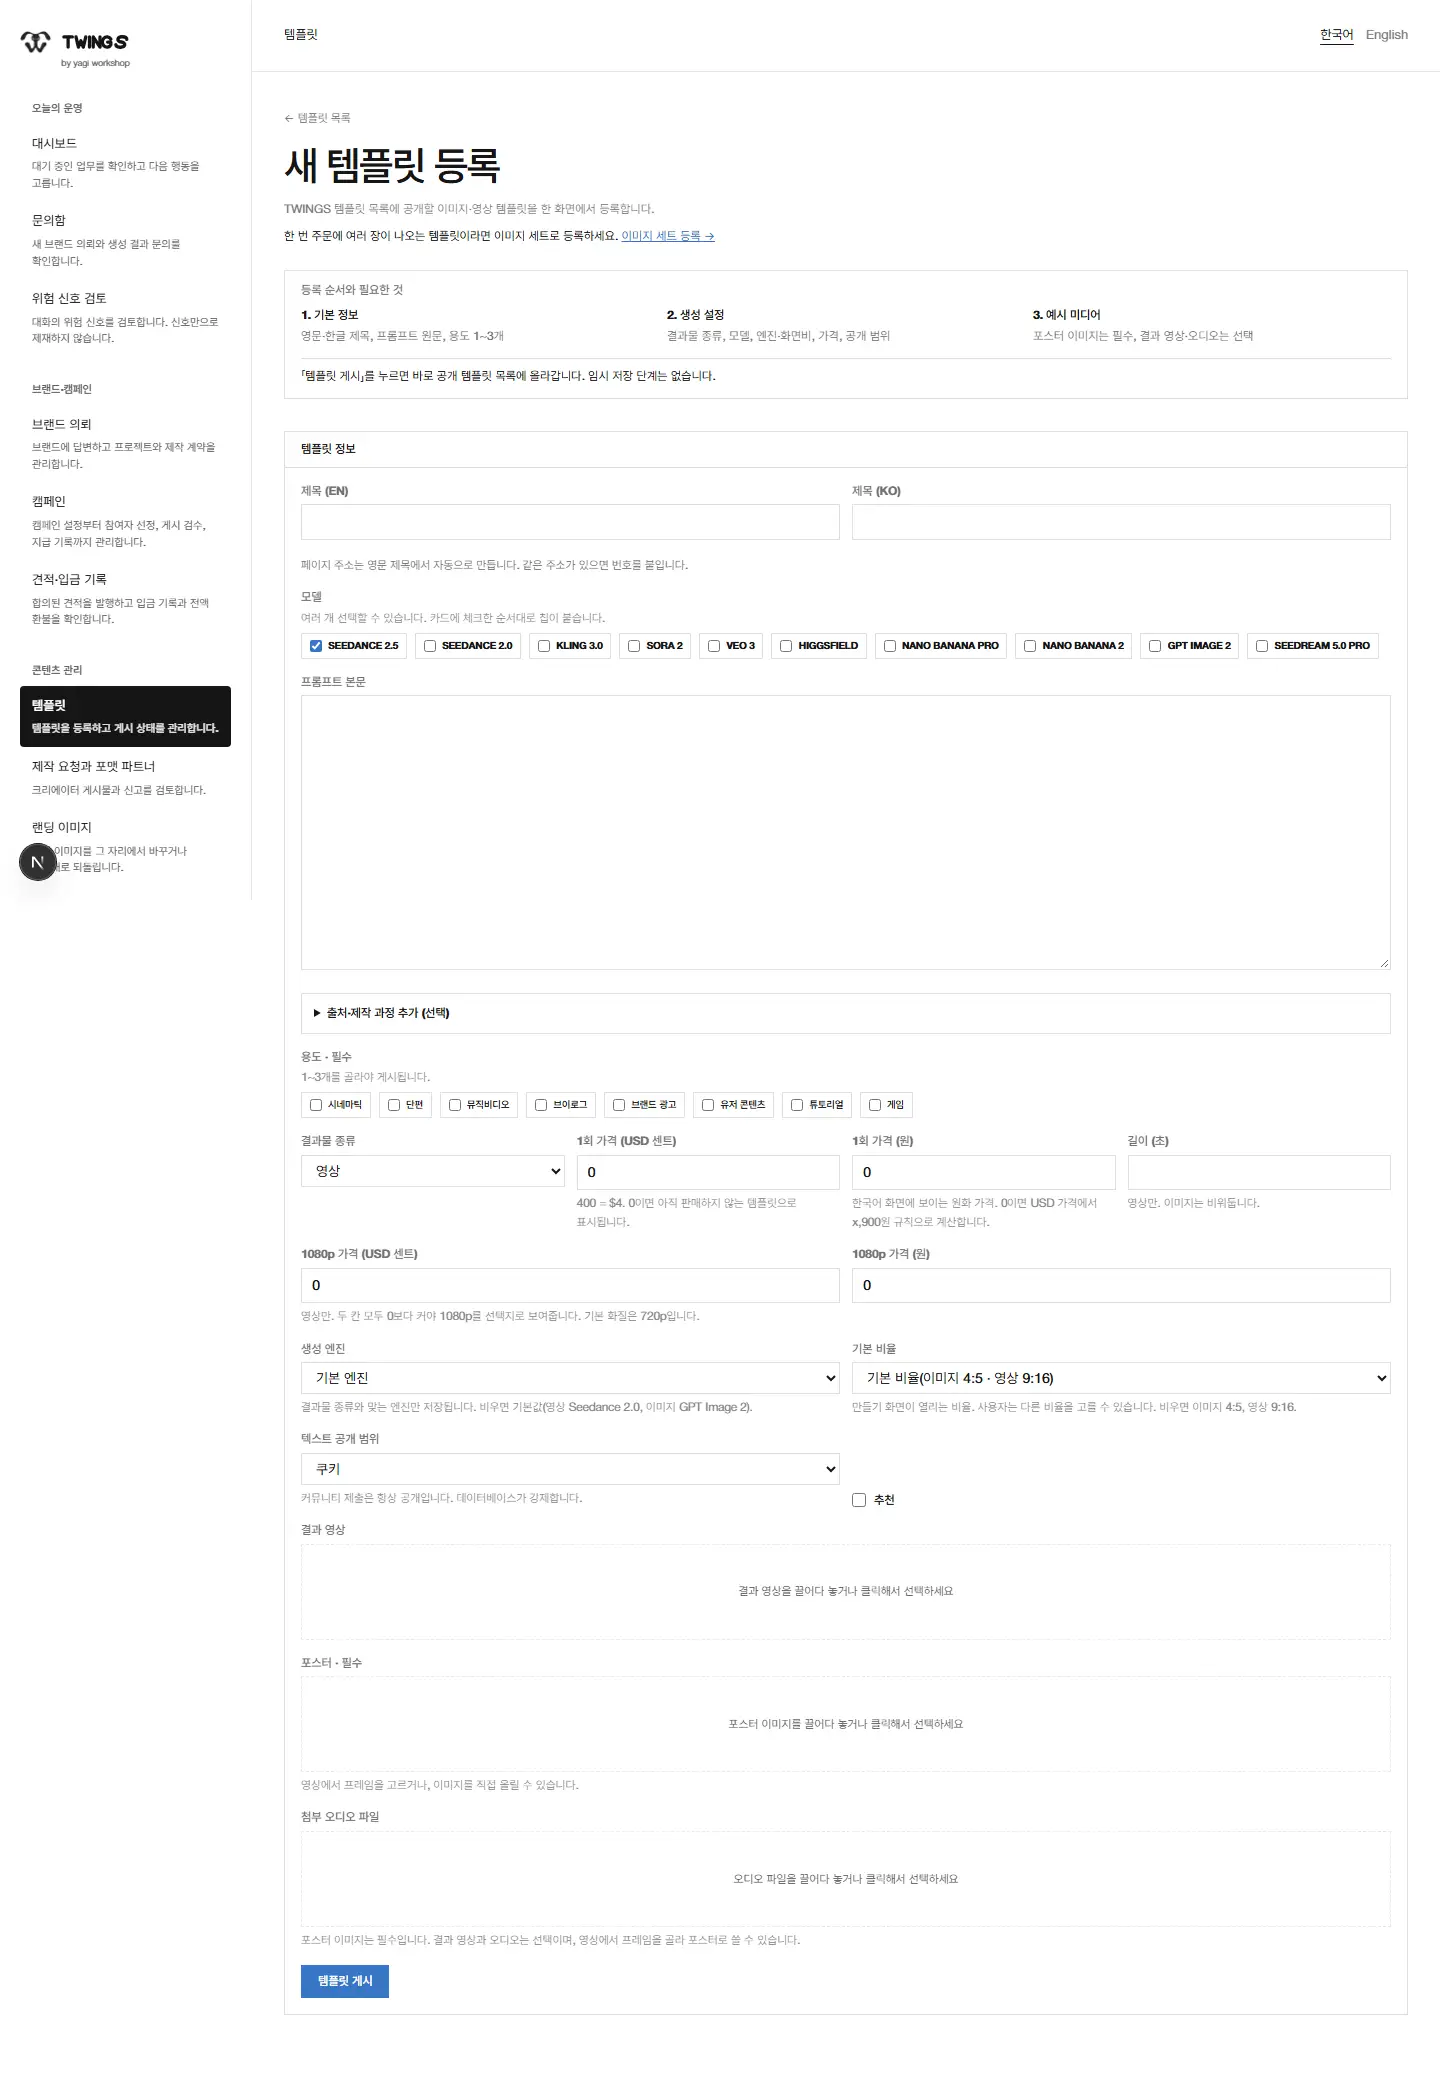 TWINGS
by yagi workshop
오늘의 운영
대시보드
대기 중인 업무를 확인하고 다음 행동을
고릅니다.
문의함
새 브랜드 의뢰와 생성 결과 문의를
확인합니다.
위험 신호 검토
대화의 위험 신호를 검토합니다. 신호만으로
제재하지 않습니다.
브랜드·캠페인
브랜드 의뢰
브랜드에 답변하고 프로젝트와 제작 계약을
관리합니다.
캠페인
캠페인 설정부터 참여자 선정, 게시 검수,
지급 기록까지 관리합니다.
견적·입금 기록
합의된 견적을 발행하고 입금 기록과 전액
환불을 확인합니다.
콘텐츠 관리
템플릿
템플릿을 등록하고 게시 상태를 관리합니다.
제작 요청과 포맷 파트너
크리에이터 게시물과 신고를 검토합니다.
랜딩 이미지
이미지를 그 자리에서 바꾸거나
로 되돌립니다.
N
템플릿
한국어 English
← 템플릿 목록
새 템플릿 등록
TWINGS 템플릿 목록에 공개할 이미지·영상 템플릿을 한 화면에서 등록합니다.
한 번 주문에 여러 장이 나오는 템플릿이라면 이미지 세트로 등록하세요. 이미지 세트 등록 →
등록 순서와 필요한 것
1. 기본 정보
영문·한글 제목, 프롬프트 원문, 용도 1~3개
2. 생성 설정
결과물 종류, 모델, 엔진·화면비, 가격, 공개 범위
3. 예시 미디어
포스터 이미지는 필수, 결과 영상·오디오는 선택
「템플릿 게시」를 누르면 바로 공개 템플릿 목록에 올라갑니다. 임시 저장 단계는 없습니다.
템플릿 정보
제목 (EN)
제목 (KO)
페이지 주소는 영문 제목에서 자동으로 만듭니다. 같은 주소가 있으면 번호를 붙입니다.
모델
여러 개 선택할 수 있습니다. 카드에 체크한 순서대로 칩이 붙습니다.
SEEDANCE 2.5 SEEDANCE 2.0 KLING 3.0 SORA 2 VEO 3 HIGGSFIELD NANO BANANA PRO NANO BANANA 2 GPT IMAGE 2 SEEDREAM 5.0 PRO
프롬프트 본문
▶ 출처·제작 과정 추가 (선택)
용도 · 필수
1~3개를 골라야 게시됩니다.
시네마틱 단편 뮤직비디오 브이로그 브랜드 광고 유저 콘텐츠 튜토리얼 게임
결과물 종류
영상
1회 가격 (USD 센트)
0
400 = $4. 0이면 아직 판매하지 않는 템플릿으로
표시됩니다.
1회 가격 (원)
0
한국어 화면에 보이는 원화 가격. 0이면 USD 가격에서
x,900원 규칙으로 계산합니다.
길이 (초)
영상만. 이미지는 비워둡니다.
1080p 가격 (USD 센트)
0
영상만. 두 칸 모두 0보다 커야 1080p를 선택지로 보여줍니다. 기본 화질은 720p입니다.
1080p 가격 (원)
0
생성 엔진
기본 엔진
결과물 종류와 맞는 엔진만 저장됩니다. 비우면 기본값(영상 Seedance 2.0, 이미지 GPT Image 2).
기본 비율
기본 비율(이미지 4:5 · 영상 9:16)
만들기 화면이 열리는 비율. 사용자는 다른 비율을 고를 수 있습니다. 비우면 이미지 4:5, 영상 9:16.
텍스트 공개 범위
쿠키
커뮤니티 제출은 항상 공개입니다. 데이터베이스가 강제합니다.
추천
결과 영상
결과 영상을 끌어다 놓거나 클릭해서 선택하세요
포스터 · 필수
포스터 이미지를 끌어다 놓거나 클릭해서 선택하세요
영상에서 프레임을 고르거나, 이미지를 직접 올릴 수 있습니다.
첨부 오디오 파일
오디오 파일을 끌어다 놓거나 클릭해서 선택하세요
포스터 이미지는 필수입니다. 결과 영상과 오디오는 선택이며, 영상에서 프레임을 골라 포스터로 쓸 수 있습니다.
템플릿 게시